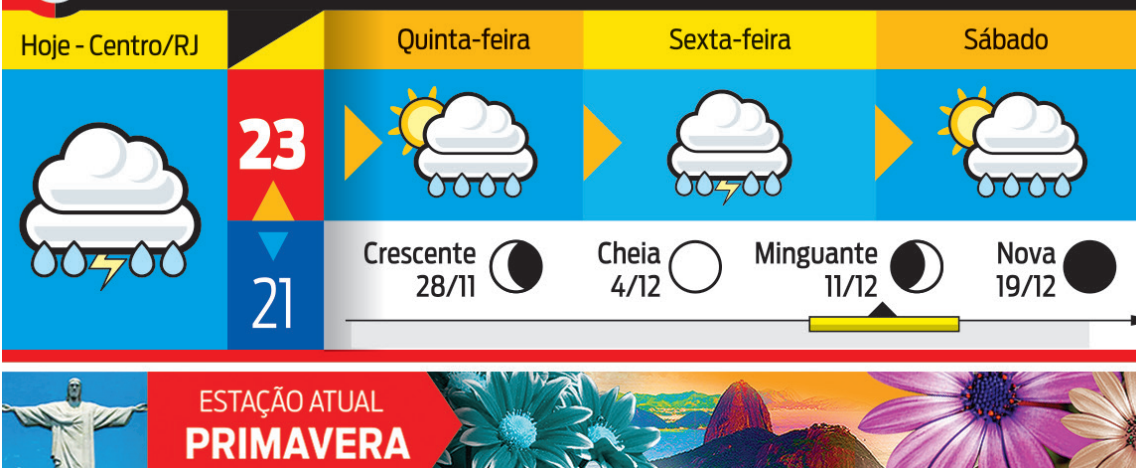 Hoje - Centro/RJ
Quinta-feira
Sexta-feira
Sábado
23
21
Crescente
28/11
Cheia
4/12
Minguante
11/12
Nova
19/12
ESTAÇÃO ATUAL
PRIMAVERA